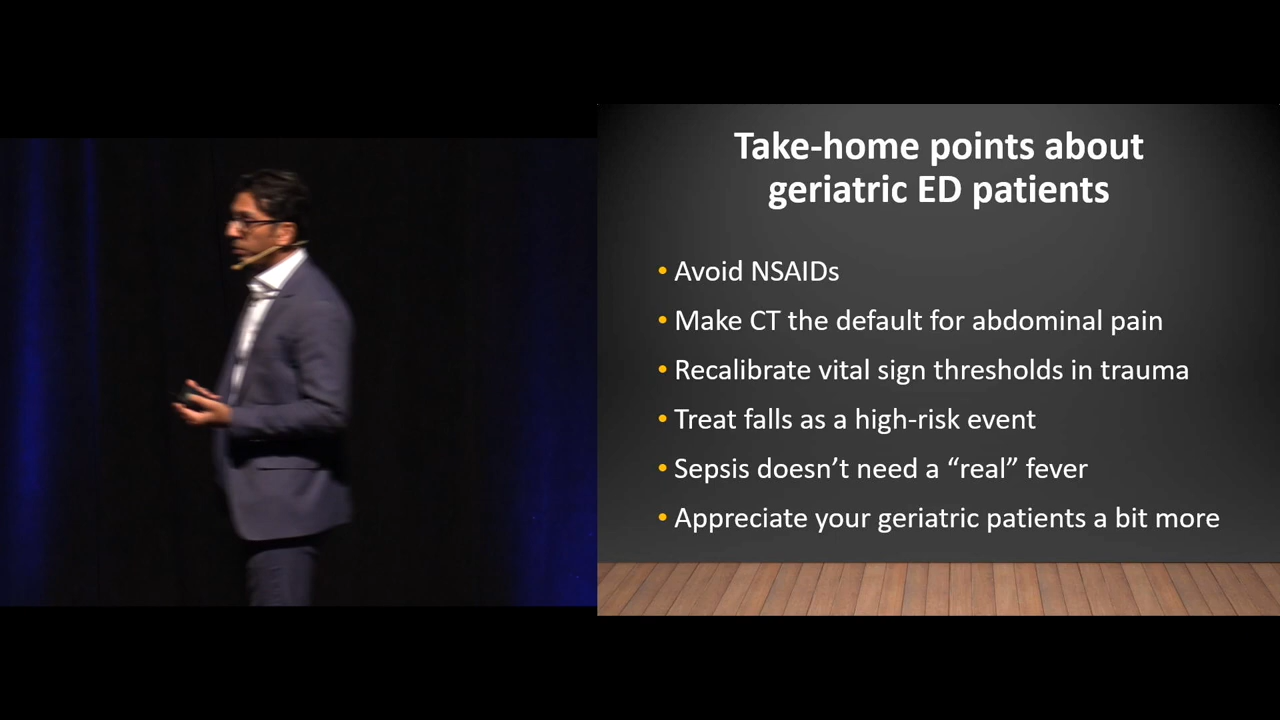 Take-home points about
geriatric ED patients
• Avoid NSAIDs
• Make CT the default for abdominal pain
• Recalibrate vital sign thresholds in trauma
• Treat falls as a high-risk event
• Sepsis doesn’t need a “real” fever
• Appreciate your geriatric patients a bit more